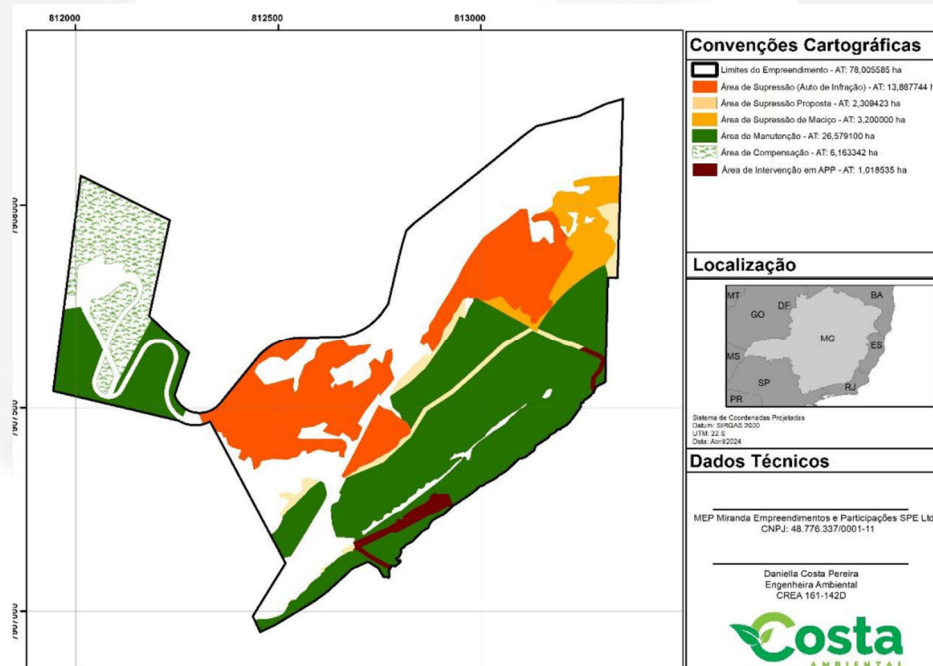 812000
812500
813000
7908000
7907500
7907000
Convenções Cartográficas
Limites do Empreendimento - AT: 78,005585 ha
Área de Supressão (Auto de Infração) - AT: 13,887744 h
Área de Supressão Proposta - AT: 2,309423 ha
Área de Supressão de Maciço - AT: 3,200000 ha
Área de Manutenção - AT: 26,579100 ha
Área de Compensação - AT: 6,163342 ha
Área de Intervenção em APP - AT: 1,018535 ha
Localização
MT
DF
BA
GO
MG
ES
MS
SP
RJ
PR
Sistema de Coordenadas Projetadas
Datum: SIRGAS 2000
UTM: 22 S
Data: Abril/2024
Dados Técnicos
MEP Miranda Empreendimentos e Participações SPE Ltd
CNPJ: 48.776.337/0001-11
Daniella Costa Pereira
Engenheira Ambiental
CREA 161-142D
Costa
AMBIENTAL